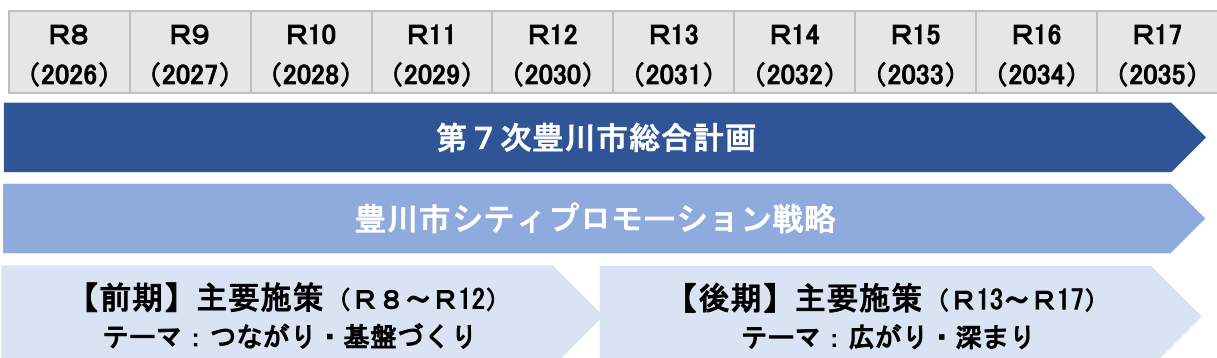 R8 R9 R10 R11 R12 R13 R14 R15 R16 R17
(2026) (2027) (2028) (2029) (2030) (2031) (2032) (2033) (2034) (2035)
第7次豊川市総合計画
豊川市シティプロモーション戦略
【前期】主要施策(R8~R12) 【後期】主要施策(R13~R17)
テーマ:つながり・基盤づくり テーマ:広がり・深まり